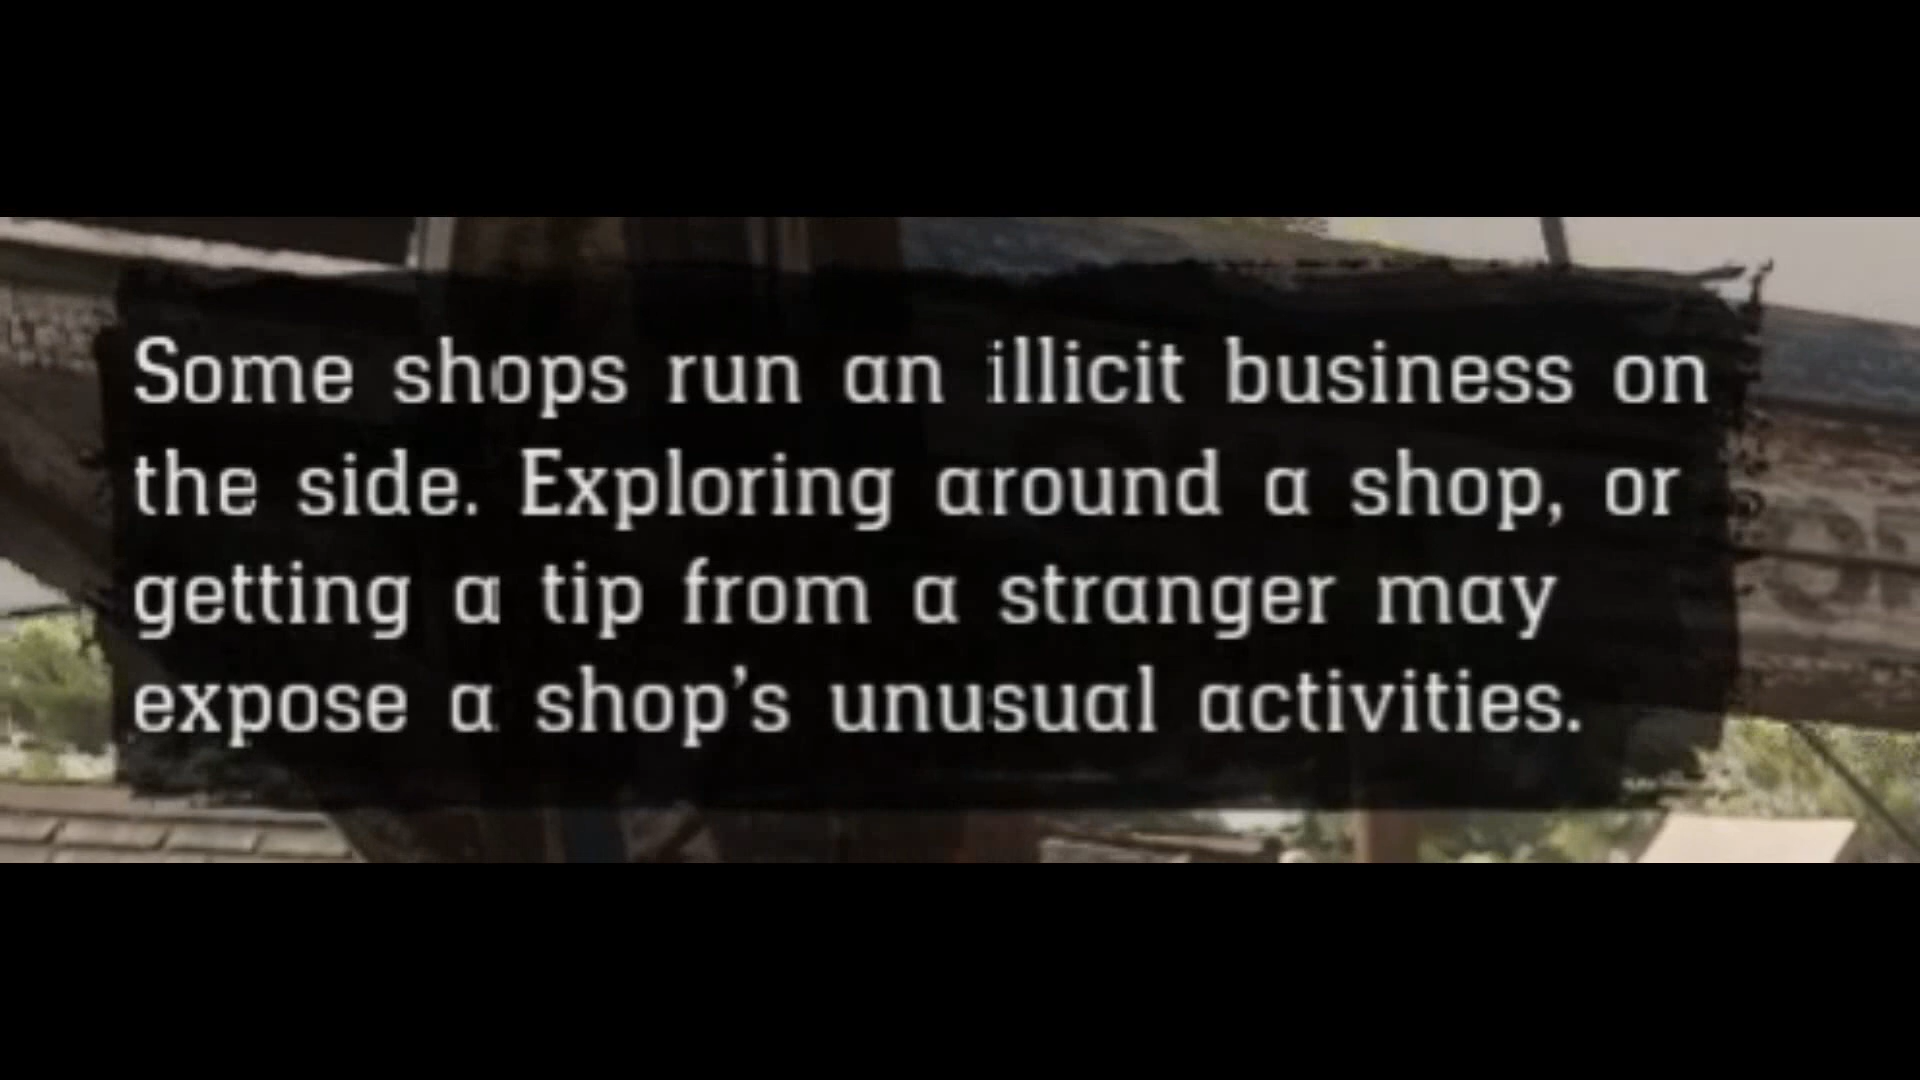 Some shops run an illicit business on
the side. Exploring around a shop, or
getting a tip from a stranger may
expose a shop’s unusual activities.